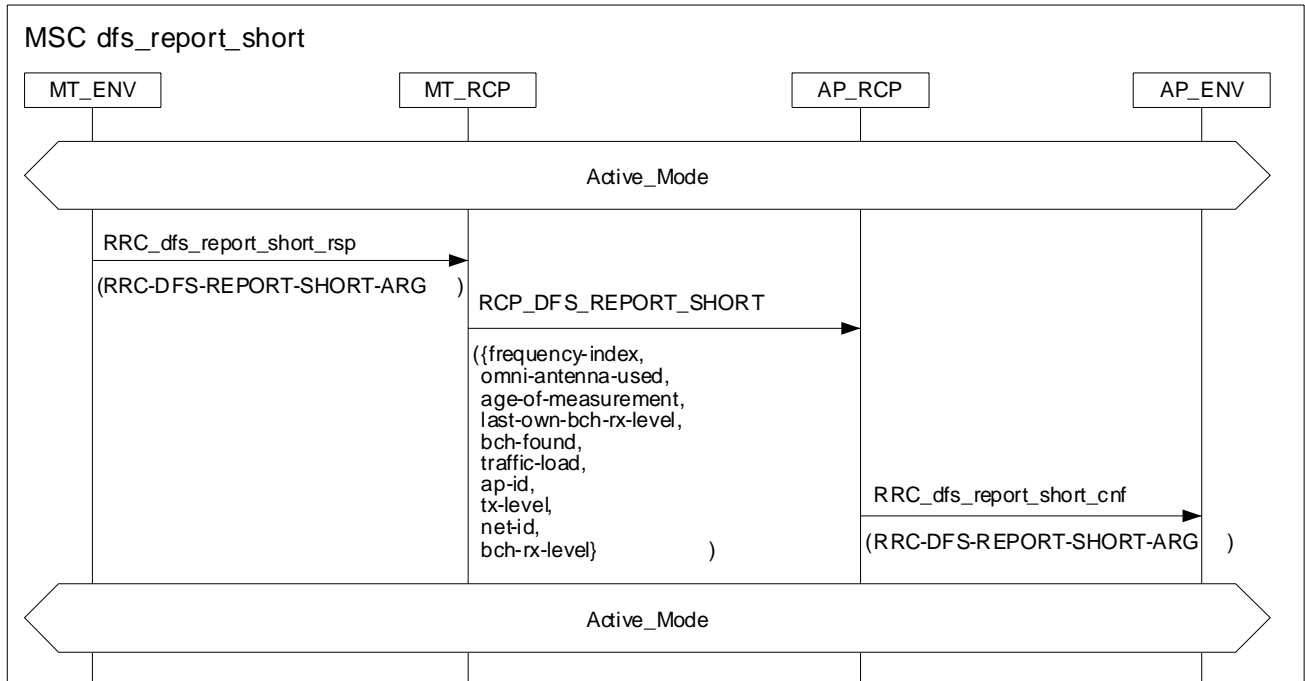 MSC dfs_report_short
MT_ENV
MT_RCP
AP_RCP
AP_ENV
Active_Mode
RRC_dfs_report_short_rsp
(RRC-DFS-REPORT-SHORT-ARG )
RCP_DFS_REPORT_SHORT
({frequency-index,
omni-antenna-used,
age-of-measurement,
last-own-bch-rx-level,
bch-found,
traffic-load,
ap-id,
tx-level,
net-id,
bch-rx-level} )
RRC_dfs_report_short_cnf
(RRC-DFS-REPORT-SHORT-ARG )
Active_Mode